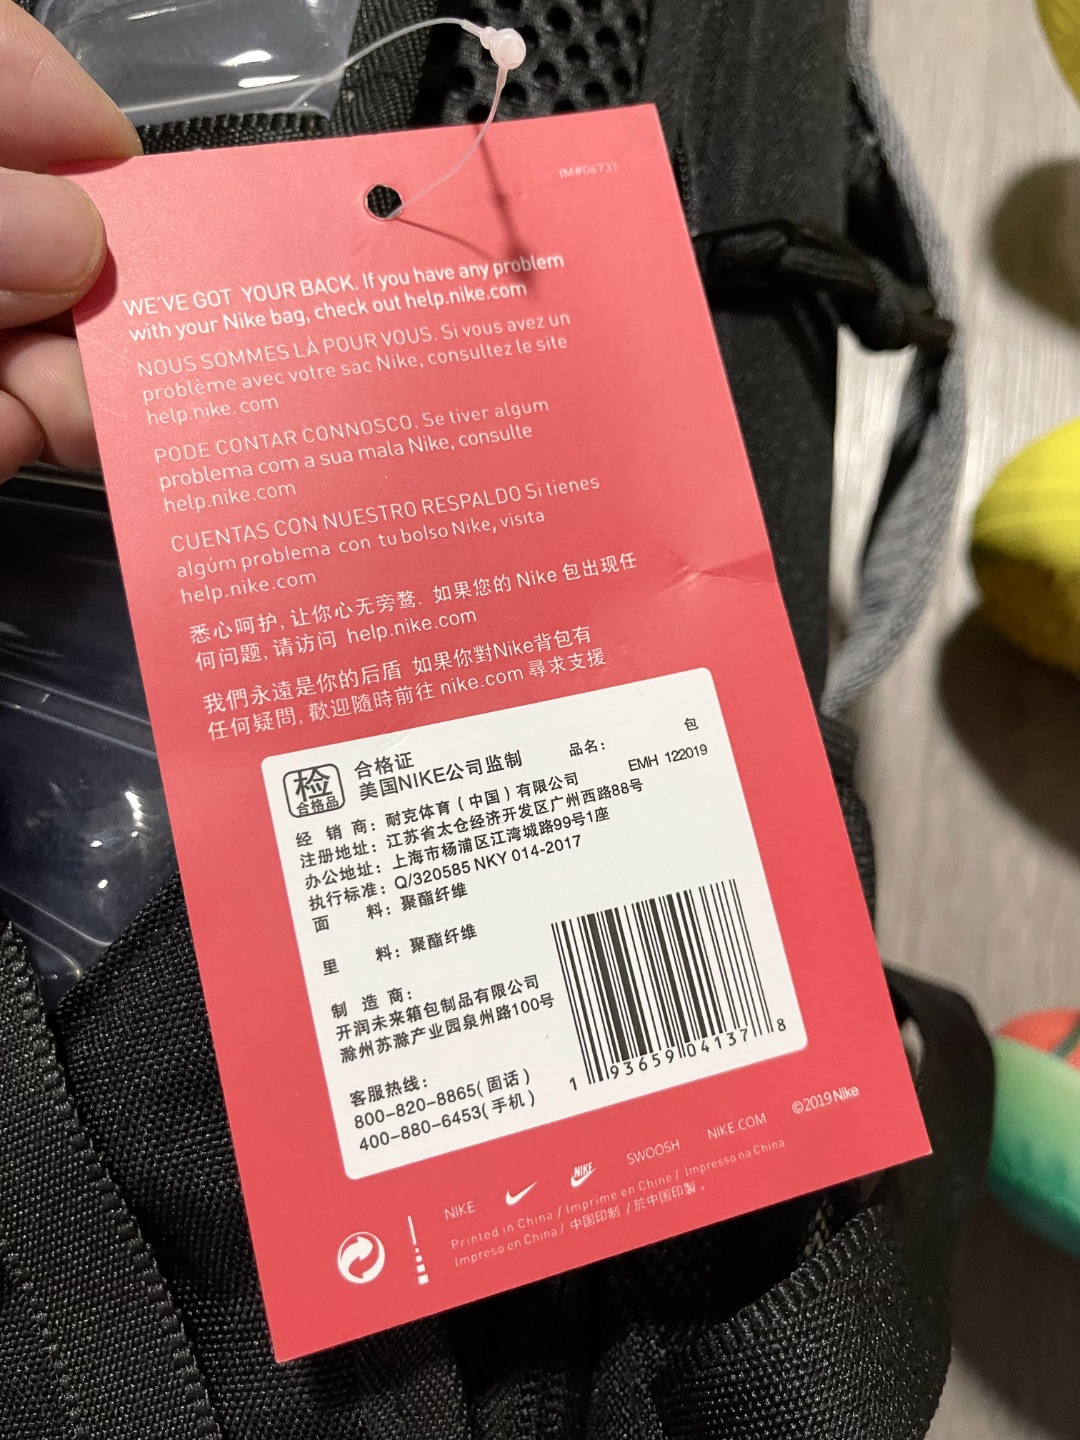 IM#06731
WE'VE GOT YOUR BACK. If you have any problem
with your Nike bag, check out help.nike.com
NOUS SOMMES LÀ POUR VOUS. Si vous avez un
problème avec votre sac Nike, consultez le site
help.nike.com
PODE CONTAR CONNOSCO. Se tiver algum
problema com a sua mala Nike, consulte
help.nike.com
CUENTAS CON NUESTRO RESPALDO Si tienes
algúm problema con tu bolso Nike, visita
help.nike.com
悉心呵护, 让你心无旁鹜. 如果您的 Nike 包出现任
何问题, 请访问 help.nike.com
我們永遠是你的后盾 如果你對Nike背包有
任何疑問, 歡迎隨時前往 nike.com 尋求支援
检
合格品
合格证
美国NIKE公司监制
品名: 包
EMH 122019
经 销 商: 耐克体育（中国）有限公司
注册地址: 江苏省太仓经济开发区广州西路88号
办公地址: 上海市杨浦区江湾城路99号1座
执行标准: Q/320585 NKY 014-2017
面 料: 聚酯纤维
里 料: 聚酯纤维
制 造 商:
开润未来箱包制品有限公司
滁州苏滁产业园泉州路100号
客服热线:
800-820-8865(固话)
400-880-6453(手机)
1 93659 04137 8
NIKE NIKE SWOOSH NIKE.COM ©2019 Nike
Printed in China / Imprime en Chine / Impresso na China
Impreso en China / 中国印制 / 於中国印製。